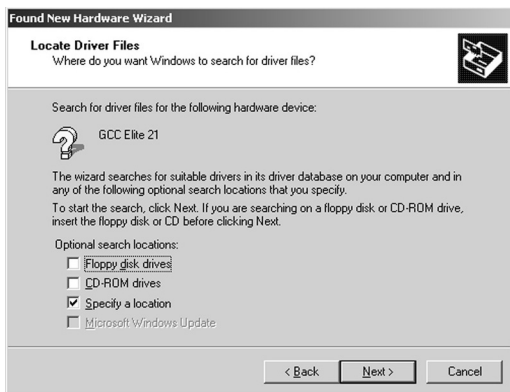 Found New Hardware Wizard
Locate Driver Files
Where do you want Windows to search for driver files?
Search for driver files for the following hardware device:
GCC Elite 21
The wizard searches for suitable drivers in its driver database on your computer and in
any of the following optional search locations that you specify.
To start the search, click Next. If you are searching on a floppy disk or CD-ROM drive,
insert the floppy disk or CD before clicking Next.
Optional search locations:
Floppy disk drives
CD-ROM drives
Specify a location
Microsoft Windows Update
< Back Next > Cancel